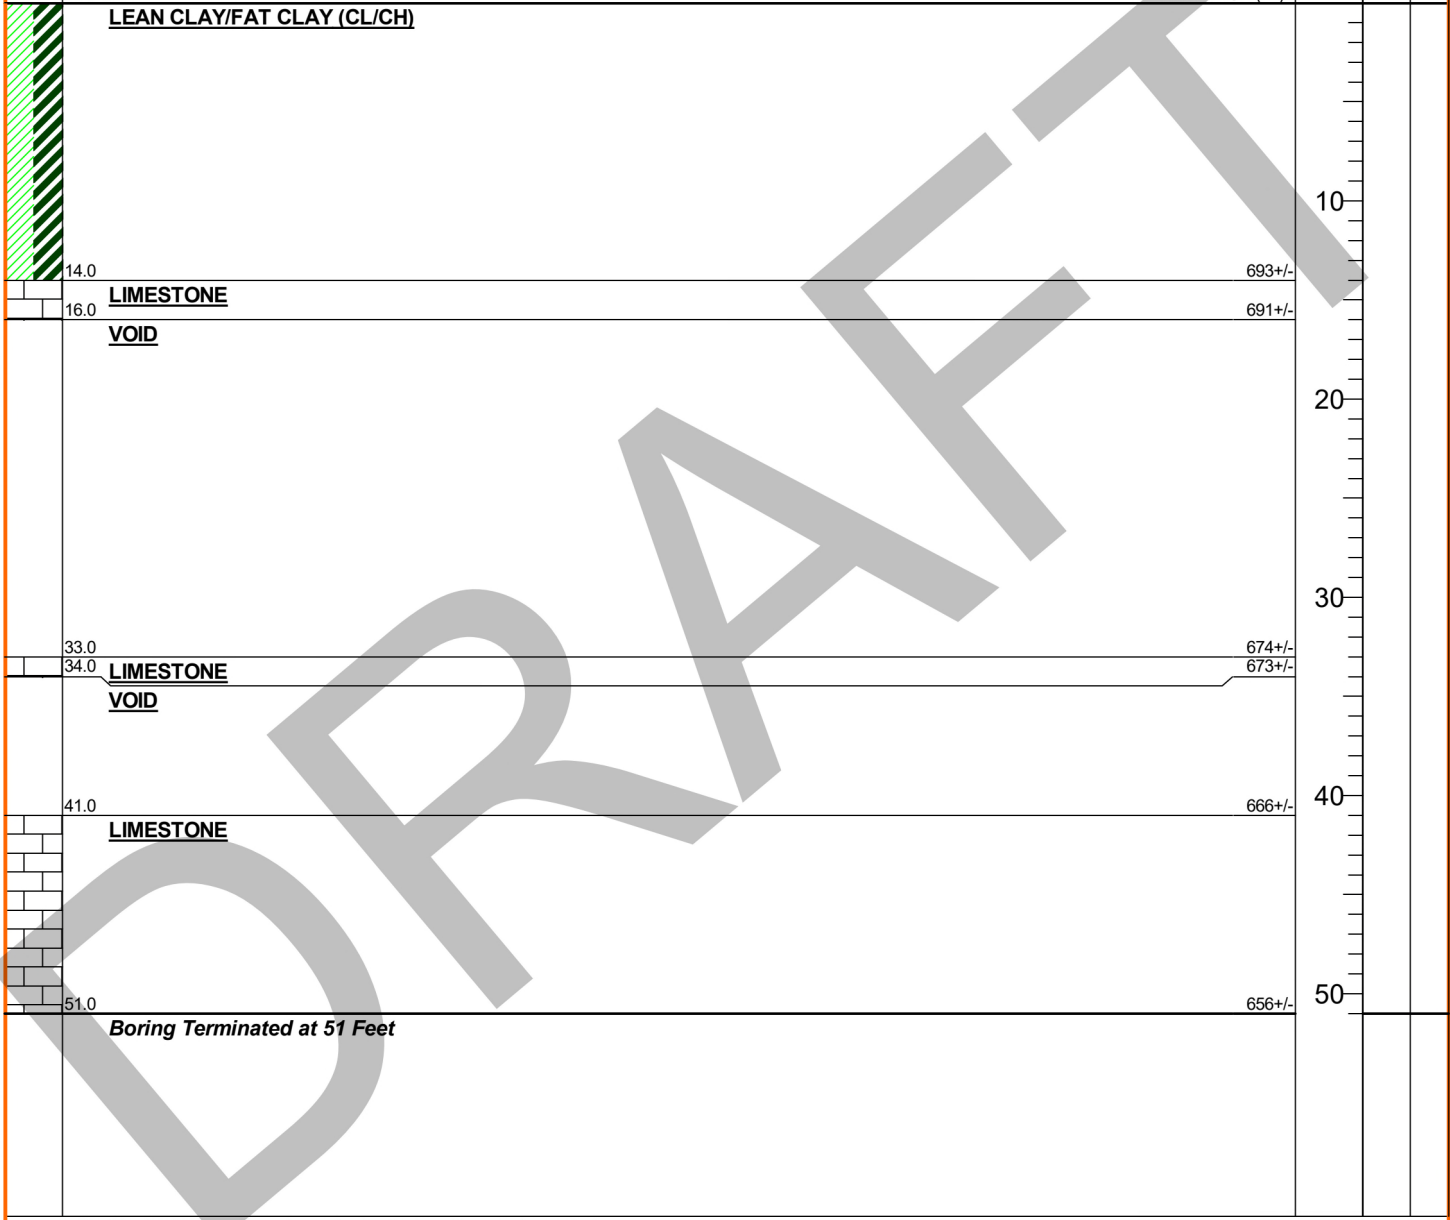 LEAN CLAY/FAT CLAY (CL/CH)
10
14.0 693+/-
LIMESTONE
16.0 691+/-
VOID
20
30
33.0 674+/-
34.0 LIMESTONE 673+/-
VOID
40
41.0 666+/-
LIMESTONE
50
51.0 656+/-
Boring Terminated at 51 Feet
DRAFT